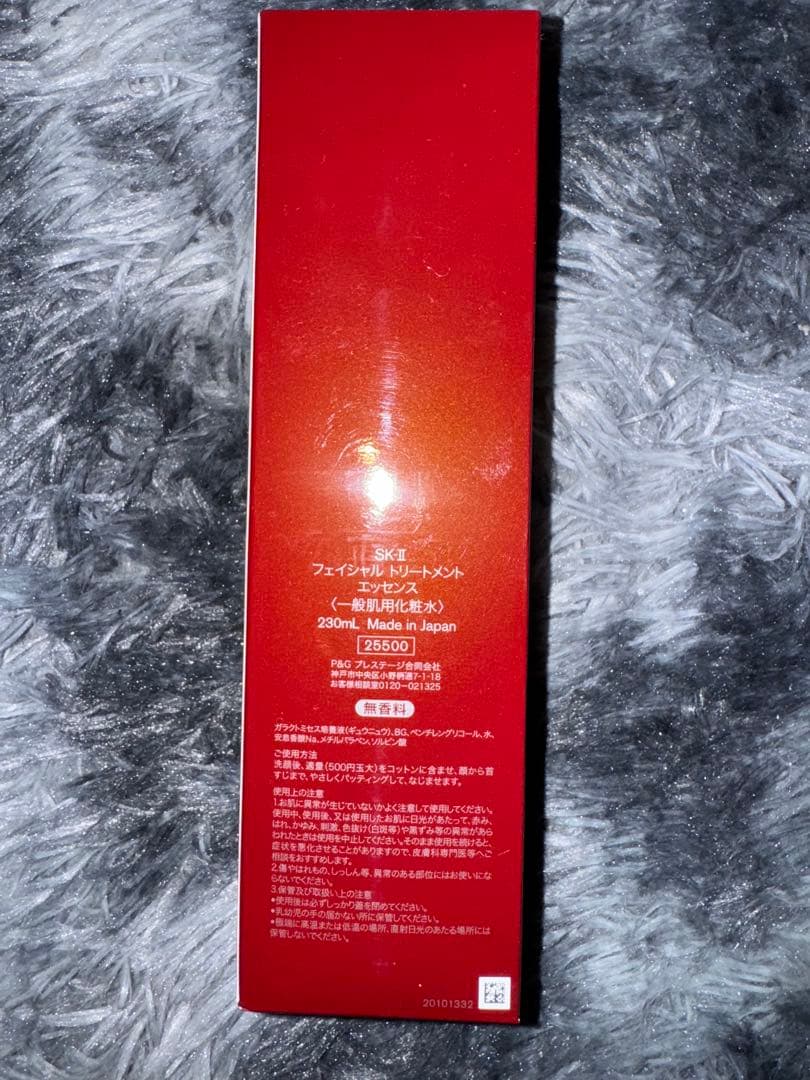 SK-II
フェイシャル トリートメント
エッセンス
〈一般肌用化粧水〉
230mL Made in Japan
25500
P&G プレステージ合同会社
神戸市中央区小野柄通7-1-18
お客様相談室0120-021325
無香料
ガラクトミセス培養液(ギュウニュウ)、BG、ペンチレングリコール、水、
安息香酸Na、メチルパラベン、ソルビン酸
ご使用方法
洗顔後、適量(500円玉大)をコットンに含ませ、顔から首
すじまで、やさしくパッティングして、なじませます。
使用上の注意
1.お肌に異常が生じていないかよく注意して使用してください。
使用中、使用後、又は使用したお肌に日光があたって、赤み、
はれ、かゆみ、刺激、色抜け(白斑等)や黒ずみ等の異常があら
われたときは使用を中止してください。そのまま使用を続けると、
症状を悪化させることがありますので、皮膚科専門医等へご
相談をおすすめします。
2.傷やはれもの、しっしん等、異常のある部位にはお使いにな
らないでください。
3.保管及び取扱い上の注意
●使用後は必ずしっかり蓋を閉めてください。
●乳幼児の手の届かない所に保管してください。
●極端に高温または低温の場所、直射日光のあたる場所には
保管しないでください。
20101332